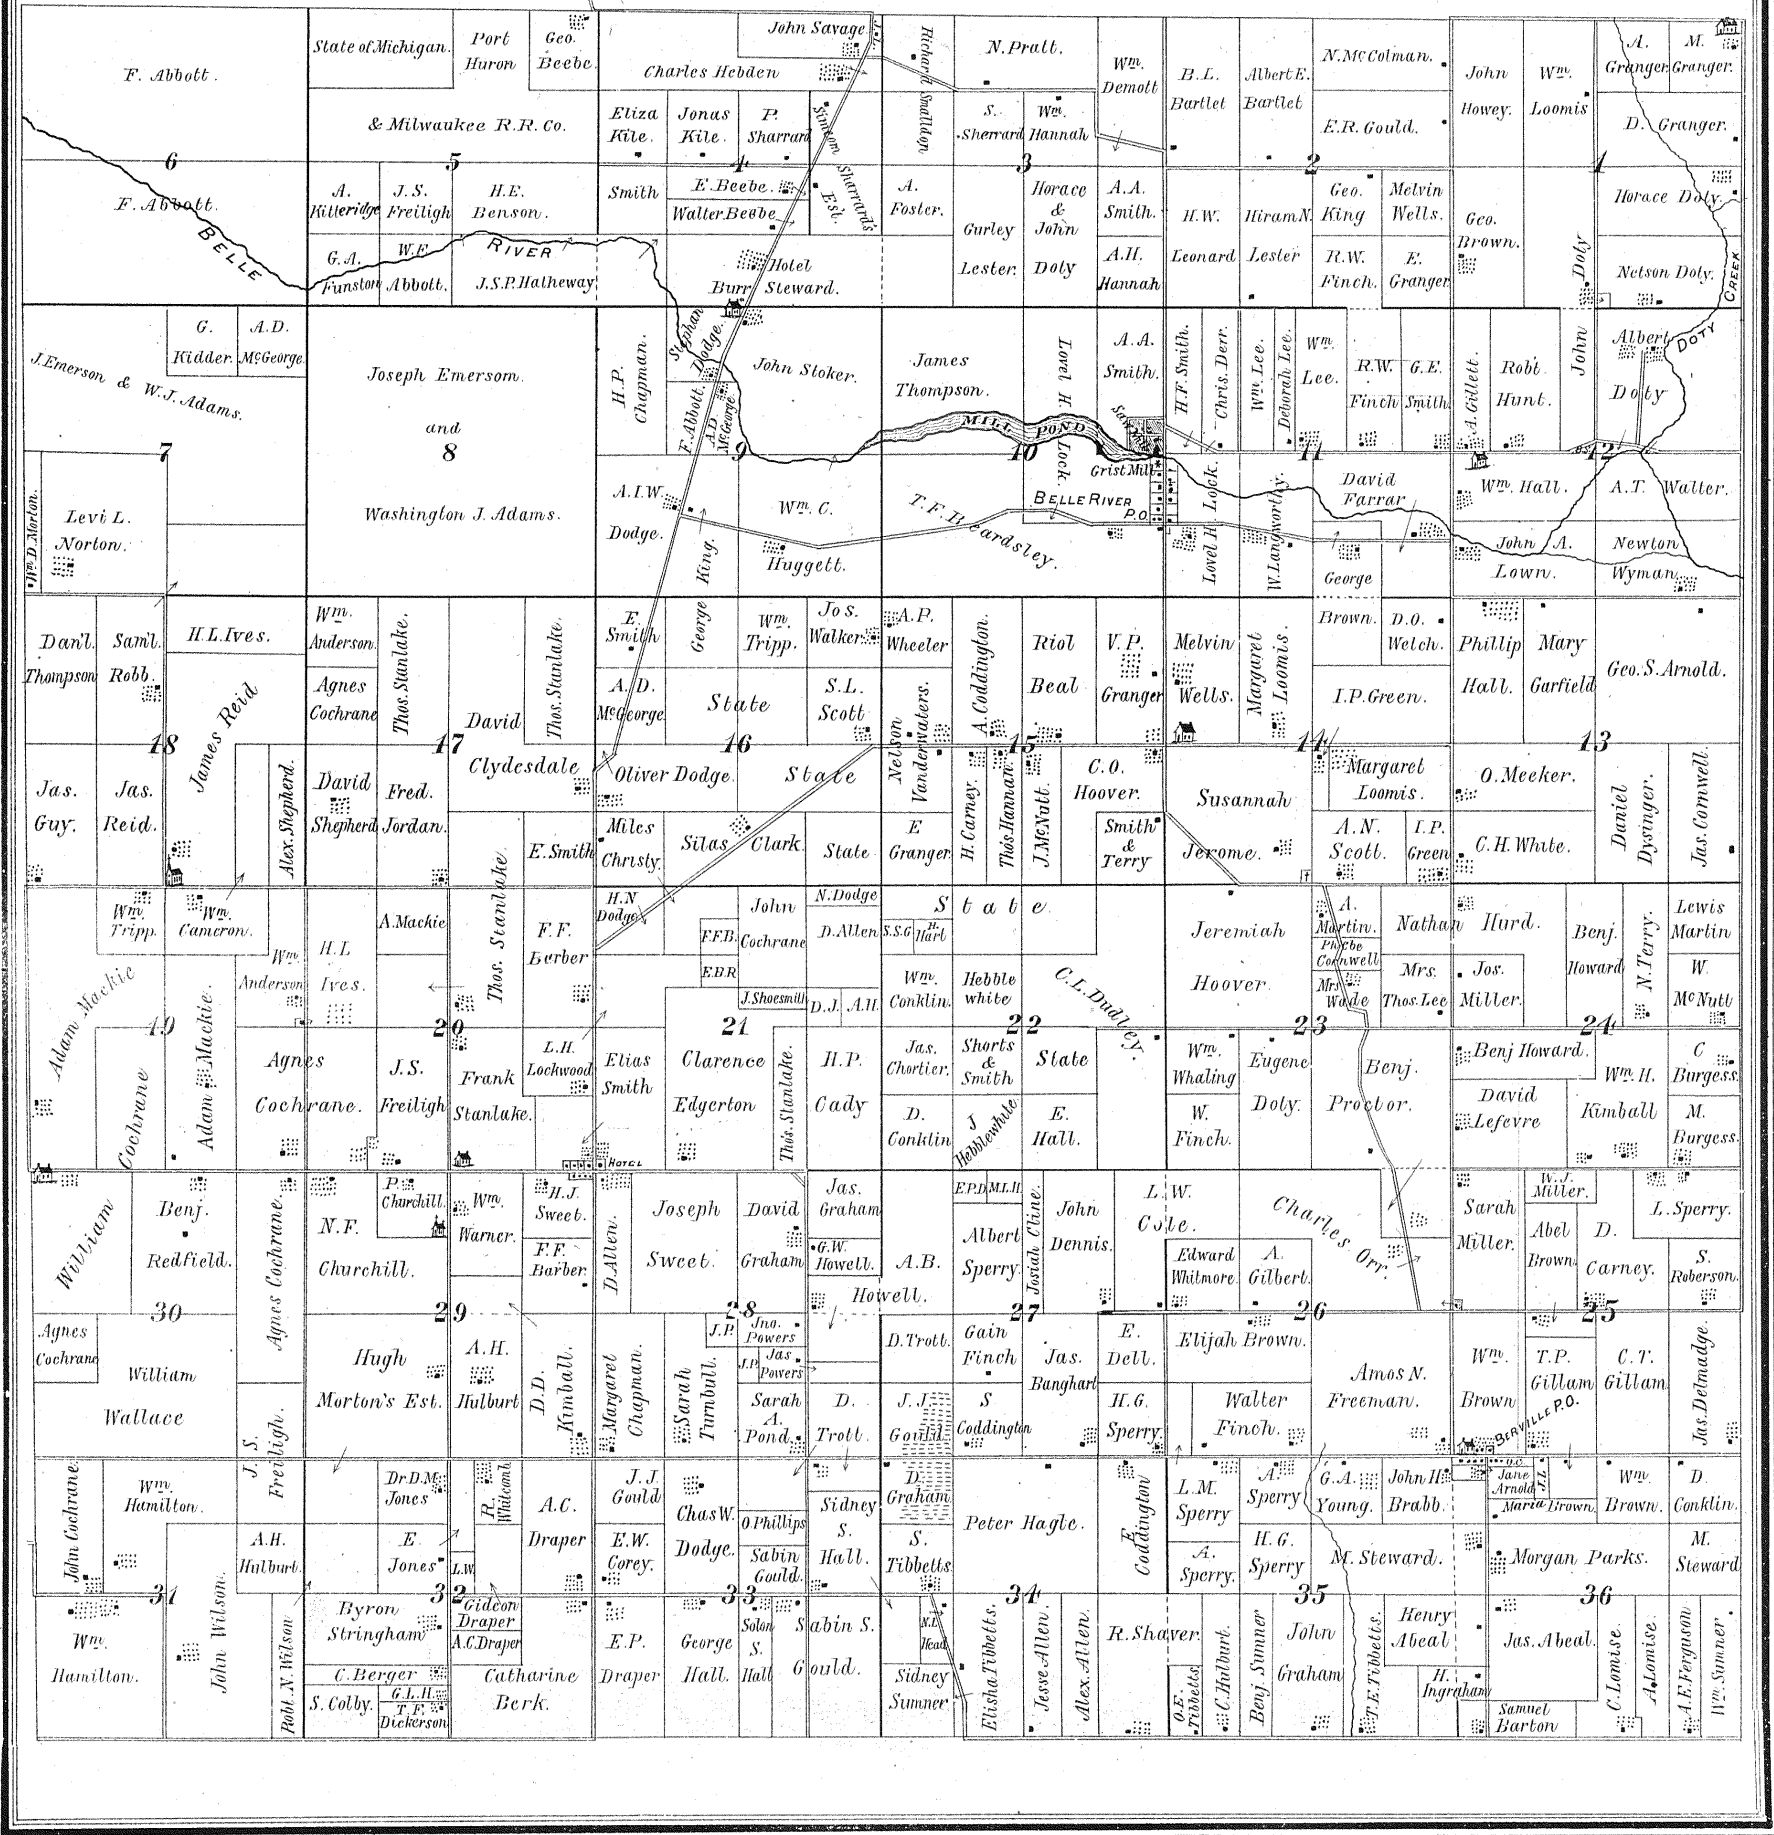 F. Abbott.
State of Michigan.
Port
Huron
Geo.
Beebe.
& Milwaukee R.R. Co.
John Savage
Charles Hebden
Eliza
Kile.
Jonas
Kile.
P.
Sharrard
Simeom Sharrard's
Est.
Richard Smalldon
N. Pratt.
S.
Sherrard
Wm.
Hannah
Wm.
Demott
B.L.
Bartlet
Albert E.
Bartlet
N. McColman.
E.R. Gould.
John
Howey.
Wm.
Loomis
A.
Granger
M.
Granger.
D. Granger.
6
5
4
3
2
1
F. Abbott.
BELLE
RIVER
A.
Kitteridge
J.S.
Freiligh
H.E.
Benson.
G.A.
Funston
W.E.
Abbott.
J.S.P. Hatheway
Smith
E. Beebe.
Walter Beebe
Hotel
Burr Steward.
A.
Foster.
Gurley
Lester.
Horace
&
John
Doty
A.A.
Smith.
A.H.
Hannah
H.W.
Leonard
Hiram N.
Lester
Geo.
King
Melvin
Wells.
R.W.
Finch.
E.
Granger
Geo.
Brown.
John Doty
Horace Doty.
Nelson Doty.
DOTY CREEK
J. Emerson & W.J. Adams.
G.
Kidder.
A.D.
McGeorge.
Joseph Emersom.
and
Washington J. Adams.
H.P.
Chapman.
Stephan
Dodge.
F. Abbott.
A.D.
McGeorge.
John Stoker.
James
Thompson.
MILL POND
Lovel H. Lock.
A.A.
Smith.
H.F. Smith.
Chris. Derr.
Wm Lee.
Deborah Lee.
Wm.
Lee.
R.W.
Finch
G.E.
Smith
A. Gillett.
Robt.
Hunt.
Albert
Doty
7
8
9
10
11
12
Wm D. Morton.
Levi L.
Norton.
A.I.W.
Dodge.
Wm. C.
Huggett.
George King.
T.F. Beardsley.
Grist Mill
BELLE RIVER
P.O.
Lovel H. Lock.
W. Langworthy.
David
Farrar
George
Brown.
Wm. Hall.
A.T. Walter.
John A.
Lown.
Newton
Wyman.
Dan'l.
Thompson
Sam'l.
Robb.
H.L. Ives.
James Reid
Wm.
Anderson.
Agnes
Cochrane
Thos. Stanlake.
David
Clydesdale
Thos. Stanlake.
E.
Smith
A.D.
McGeorge
Wm.
Tripp.
Jos.
Walker
State
S.L.
Scott
A.P.
Wheeler
Nelson
Vanderwaters.
A. Coddington.
Riol
Beal
V.P.
Granger
Melvin
Wells.
Margaret
Loomis.
D.O.
Welch.
I.P. Green.
Phillip
Hall.
Mary
Garfield
Geo. S. Arnold.
18
17
16
15
14
13
Jas.
Guy.
Jas.
Reid.
Alex. Shepherd.
David
Shepherd
Fred.
Jordan.
E. Smith
Oliver Dodge.
State
Miles
Christy.
Silas Clark.
State
E
Granger
H. Carney.
Thos. Hannan.
J. McNutt.
C.O.
Hoover.
Smith
&
Terry
Susannah
Jerome.
Margaret
Loomis.
A.N.
Scott.
I.P.
Green
O. Meeker.
C.H. White.
Daniel
Dysinger.
Jas. Cornwell.
Adam Mackie
Wm.
Tripp.
Wm.
Cameron.
Wm.
Anderson
H.L
Ives.
A. Mackie
Thos. Stanlake
F.F.
Berber
H.N
Dodge
F.F.B.
E.B.R
John
Cochrane
J. Shoesmill
N. Dodge
D. Allen
S.S.G
H.
Hart
D.J.
A.H.
State
Wm.
Conklin.
Hebble
white
C.L. Dudley.
Jeremiah
Hoover.
A.
Martin.
Phebe
Cornwell
Mrs.
Wade
Nathan Hurd.
Mrs.
Thos. Lee
Jos.
Miller.
Benj.
Howard
N. Terry.
Lewis
Martin
W.
McNutt
19
20
21
22
23
24
Cochrane
Adam Mackie.
Agnes
Cochrane.
J.S.
Freiligh
Frank
Stanlake.
L.H.
Lockwood
HOTEL
Elias
Smith
Clarence
Edgerton
Thos. Stanlake.
H.P.
Cady
Jas.
Chortier.
D.
Conklin
Shorts
&
Smith
J
Hebblewhite
State
E.
Hall.
Wm.
Whaling
W.
Finch.
Eugene
Doty.
Benj.
Proctor.
Benj Howard.
David
Lefevre
Wm. H.
Kimball
C
Burgess.
M.
Burgess.
William
Benj.
Redfield.
Agnes Cochrane.
N.F.
Churchill.
P.
Churchill.
Wm.
Warner.
H.J.
Sweet.
F.F.
Barber.
D. Allen.
Joseph
Sweet.
David
Graham
Jas.
Graham
G.W.
Howell.
A.B.
Howell.
E.P.D
M.L.H.
Albert
Sperry.
Josiah Cline.
John
Dennis.
L.W.
Cole.
Edward
Whitmore.
A.
Gilbert.
Charles Orr.
Sarah
Miller.
W.J.
Miller.
Abel
Brown.
D.
Carney.
L. Sperry.
S.
Roberson.
30
29
28
27
26
25
Agnes
Cochrane
William
Wallace
J.S.
Freiligh.
Hugh
Morton's Est.
A.H.
Hulburt
D.D.
Kimball.
Margaret
Chapman.
Sarah
Turnbull.
J.P.
Jno.
Powers
J.P.
Jas.
Powers
Sarah
A.
Pond.
D.
Trott.
D. Trott.
J.J.
Gould.
Gain
Finch
S
Coddington
Jas.
Banghart
E.
Dell.
H.G.
Sperry.
Elijah Brown.
Walter
Finch.
Amos N.
Freeman.
Wm.
Brown
BERVILLE P.O.
T.P.
Gillam
C.T.
Gillam
Jas. Delmadge.
John Cochrane.
Wm.
Hamilton.
A.H.
Hulburt.
Dr. D.M.
Jones
E.
Jones
R.
Whitcomb
L.W.
A.C.
Draper
J.J.
Gould
E.W.
Corey.
Chas W.
Dodge.
O. Phillips
Sabin
Gould.
Sidney
S.
Hall.
D.
Graham
S.
Tibbetts.
Peter Hagle.
E
Coddington
L.M.
Sperry
A.
Sperry.
A.
Sperry
H.G.
Sperry
G.A.
Young.
John H.
Brabb.
M. Steward.
Jane
Arnold
Maria Brown.
Wm.
Brown.
D.
Conklin.
Morgan Parks.
M.
Steward
31
32
33
34
35
36
Wm.
Hamilton.
John Wilson.
Robt. N. Wilson
Byron
Stringham
C. Berger
S. Colby.
G.L.H.
T.F.
Dickerson
Gideon
Draper
A.C. Draper
Catharine
Berk.
E.P.
Draper
George
Hall.
Solon
S.
Hall
Sabin S.
Gould.
N.L.
Head
Sidney
Sumner
Elisha Tibbetts.
Jesse Allen.
Alex. Allen.
R. Shaver.
O.E.
Tibbetts.
C. Hulburt.
Benj. Sumner
John
Graham
T.E. Tibbetts.
Henry
Abeal
H.
Ingraham
Jas. Abeal.
Samuel
Barton
C. Lomise.
A. Lomise.
A.E. Ferguson
Wm. Sumner.